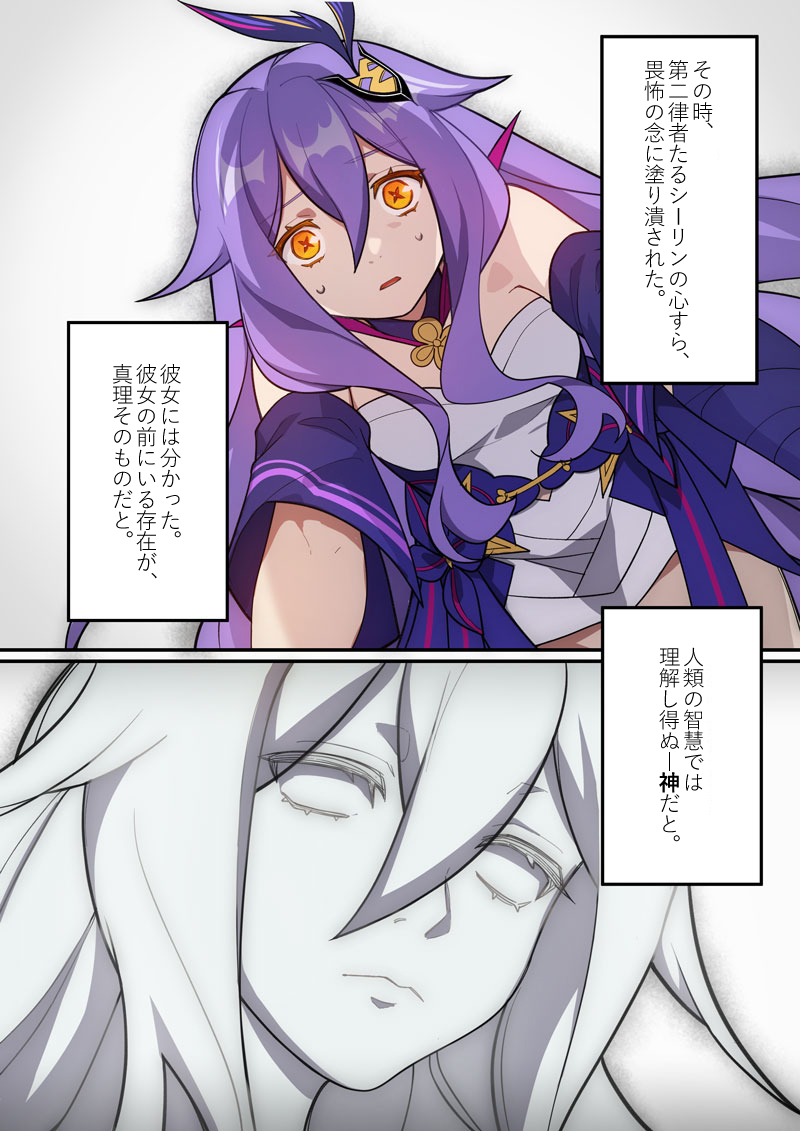 その時、
第二律者たるシーリンの心すら、
畏怖の念に塗り潰された。
彼女には分かった。
彼女の前にいる存在が、
真理そのものだと。
人類の智慧では
理解し得ぬ―神だと。